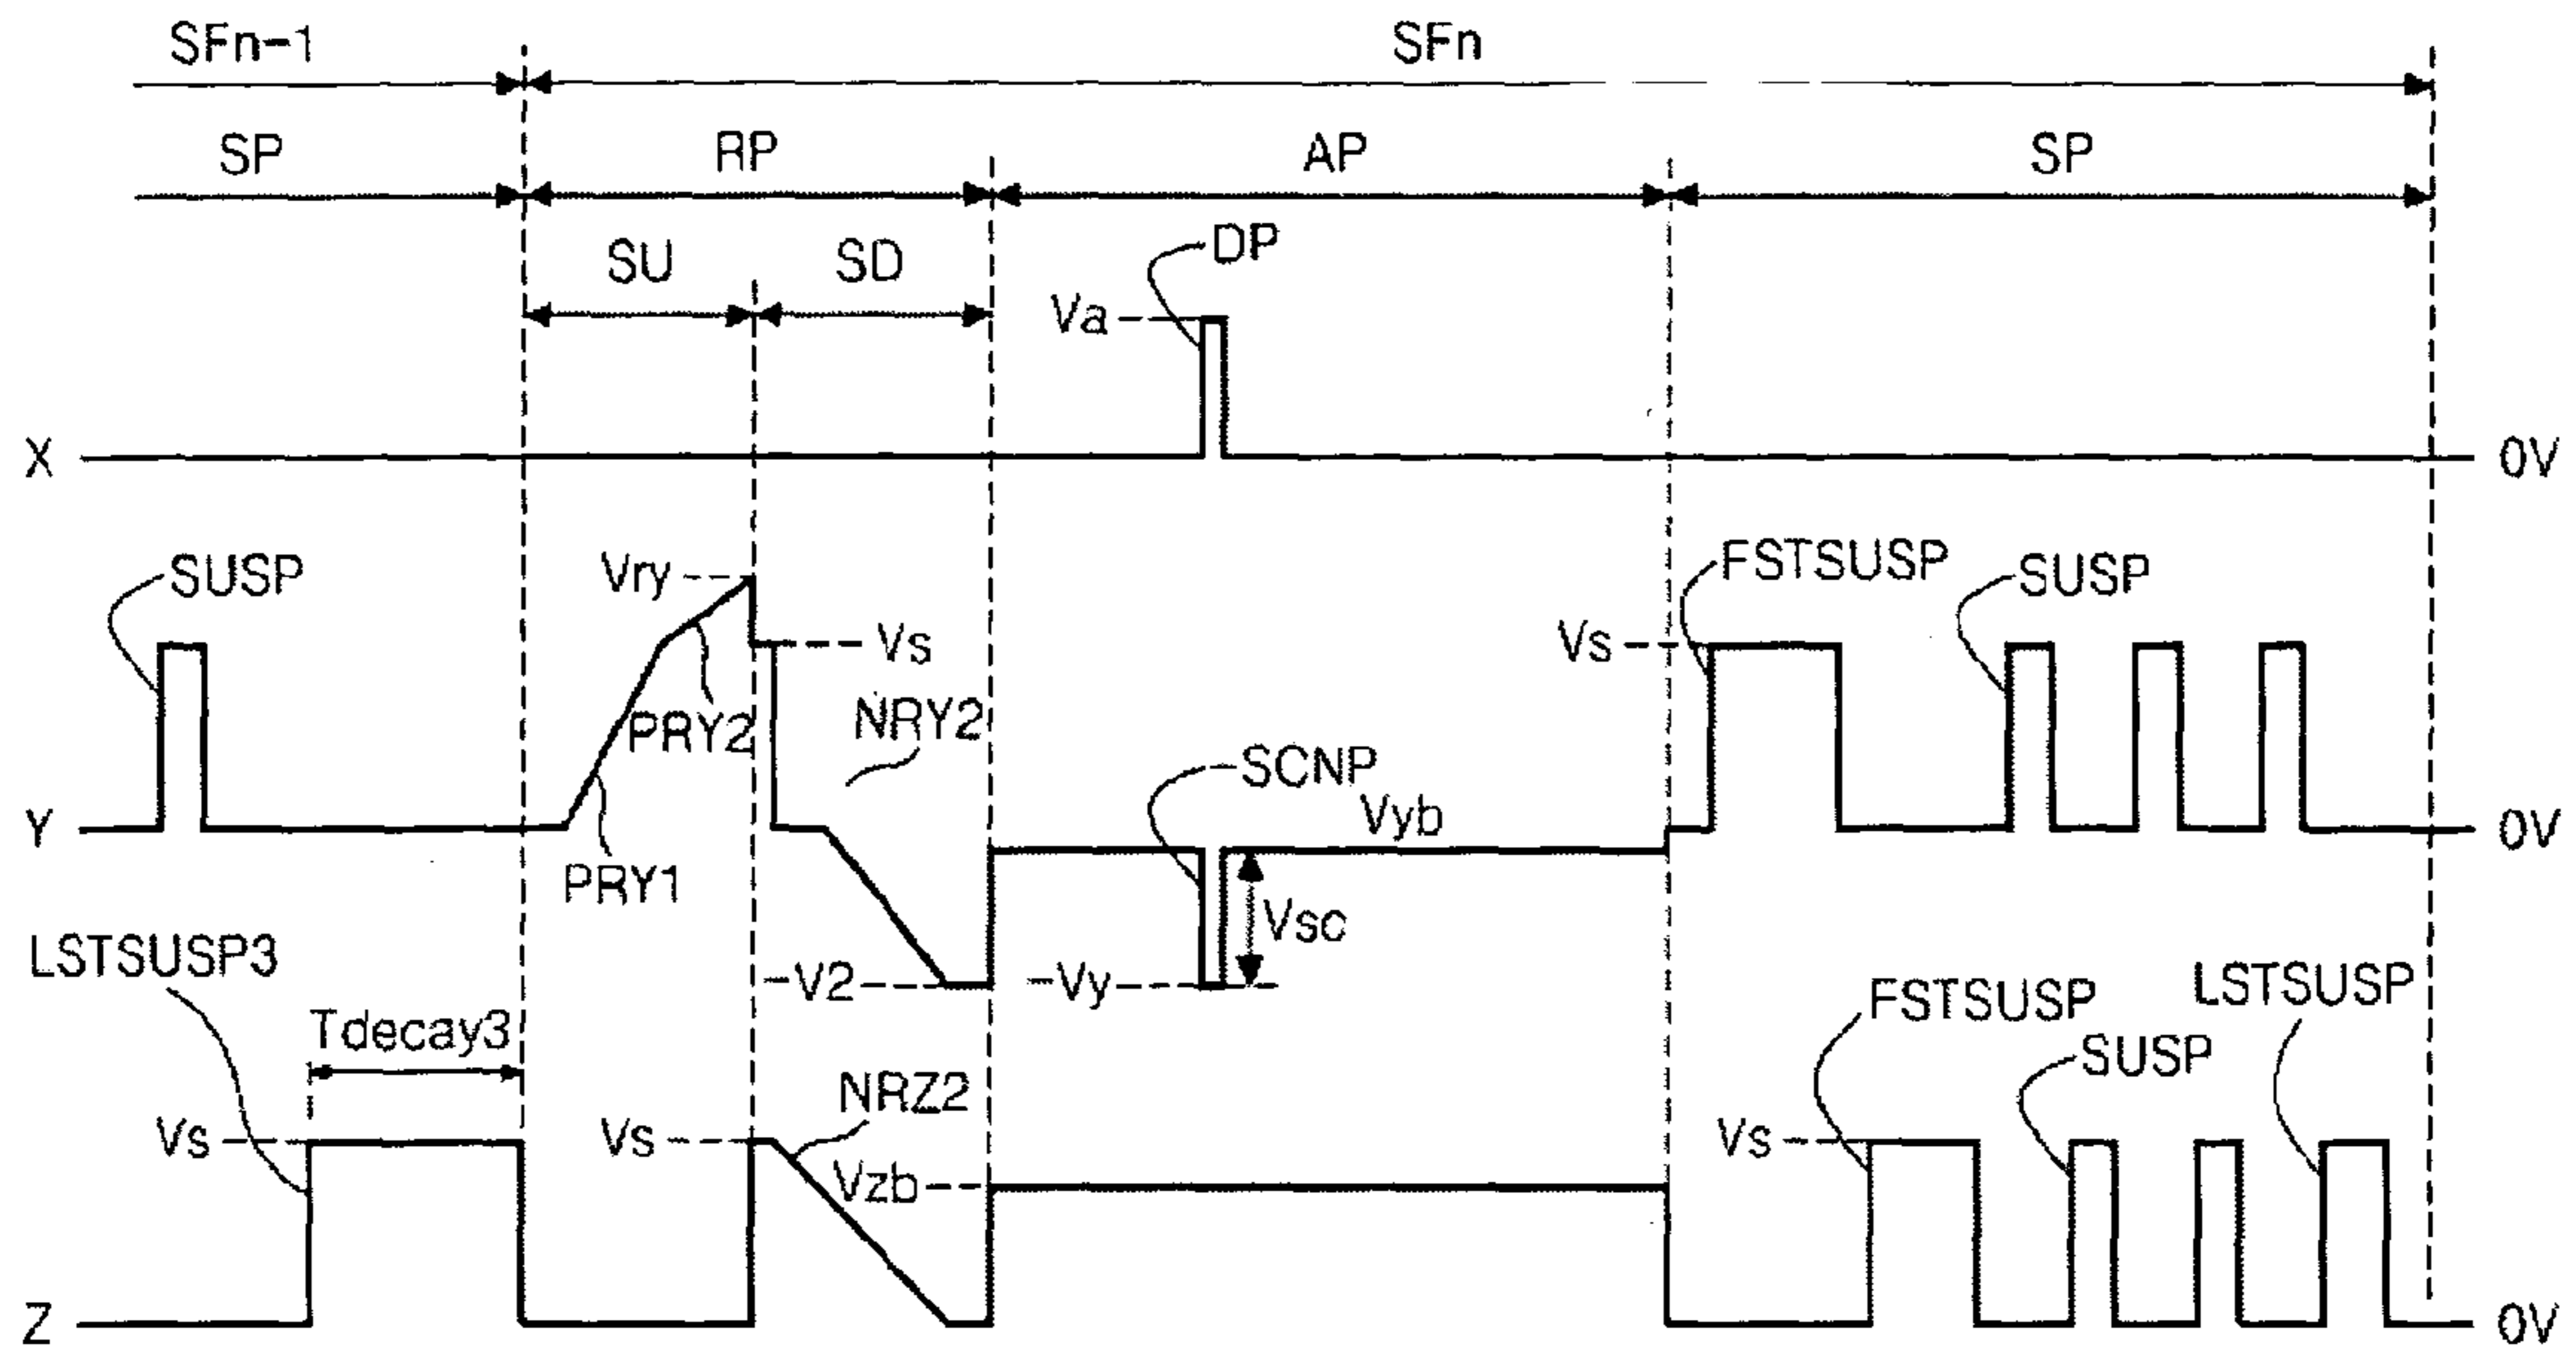 SFn-1 SFn
SP RP AP SP
SU SD
DP
Va
X 0V
SUSP Vry Vs FSTSUSP SUSP
Vs
PRY2 NRY2
SCNP Vyb
Y 0V
PRY1
Vsc
LSTSUSP3
-V2 -Vy
Tdecay3 FSTSUSP LSTSUSP
SUSP
NRZ2
Vs Vs Vs
Vzb
Z 0V